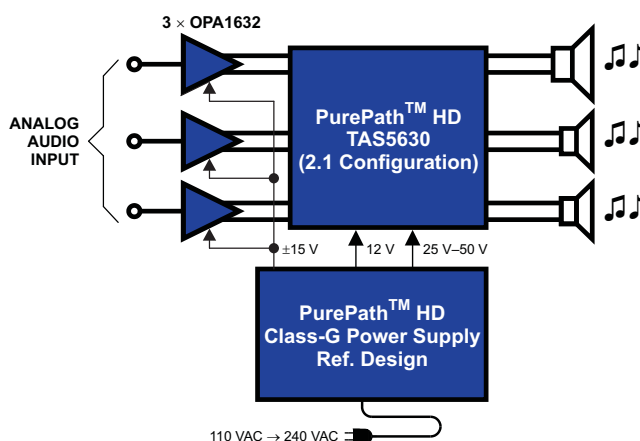 3 × OPA1632
ANALOG
AUDIO
INPUT
PurePath™ HD
TAS5630
(2.1 Configuration)
±15 V
12 V
25 V–50 V
PurePath™ HD
Class-G Power Supply
Ref. Design
110 VAC → 240 VAC